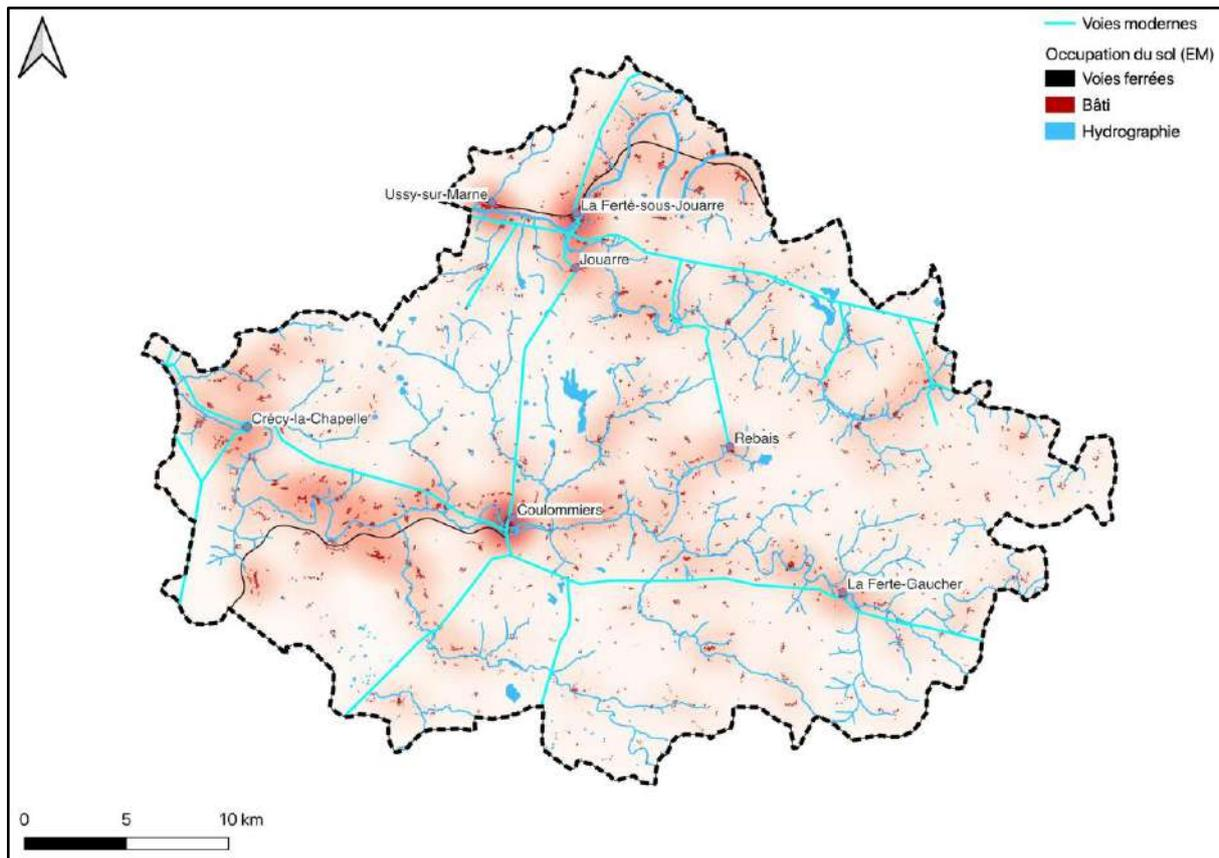 Voies modernes
Occupation du sol (EM)
Voies ferrées
Bâti
Hydrographie
Ussy-sur-Marne
La Ferté-sous-Jouarre
Jouarre
Crécy-la-Chapelle
Rebais
Coulommiers
La Ferte-Gaucher
0 5 10 km